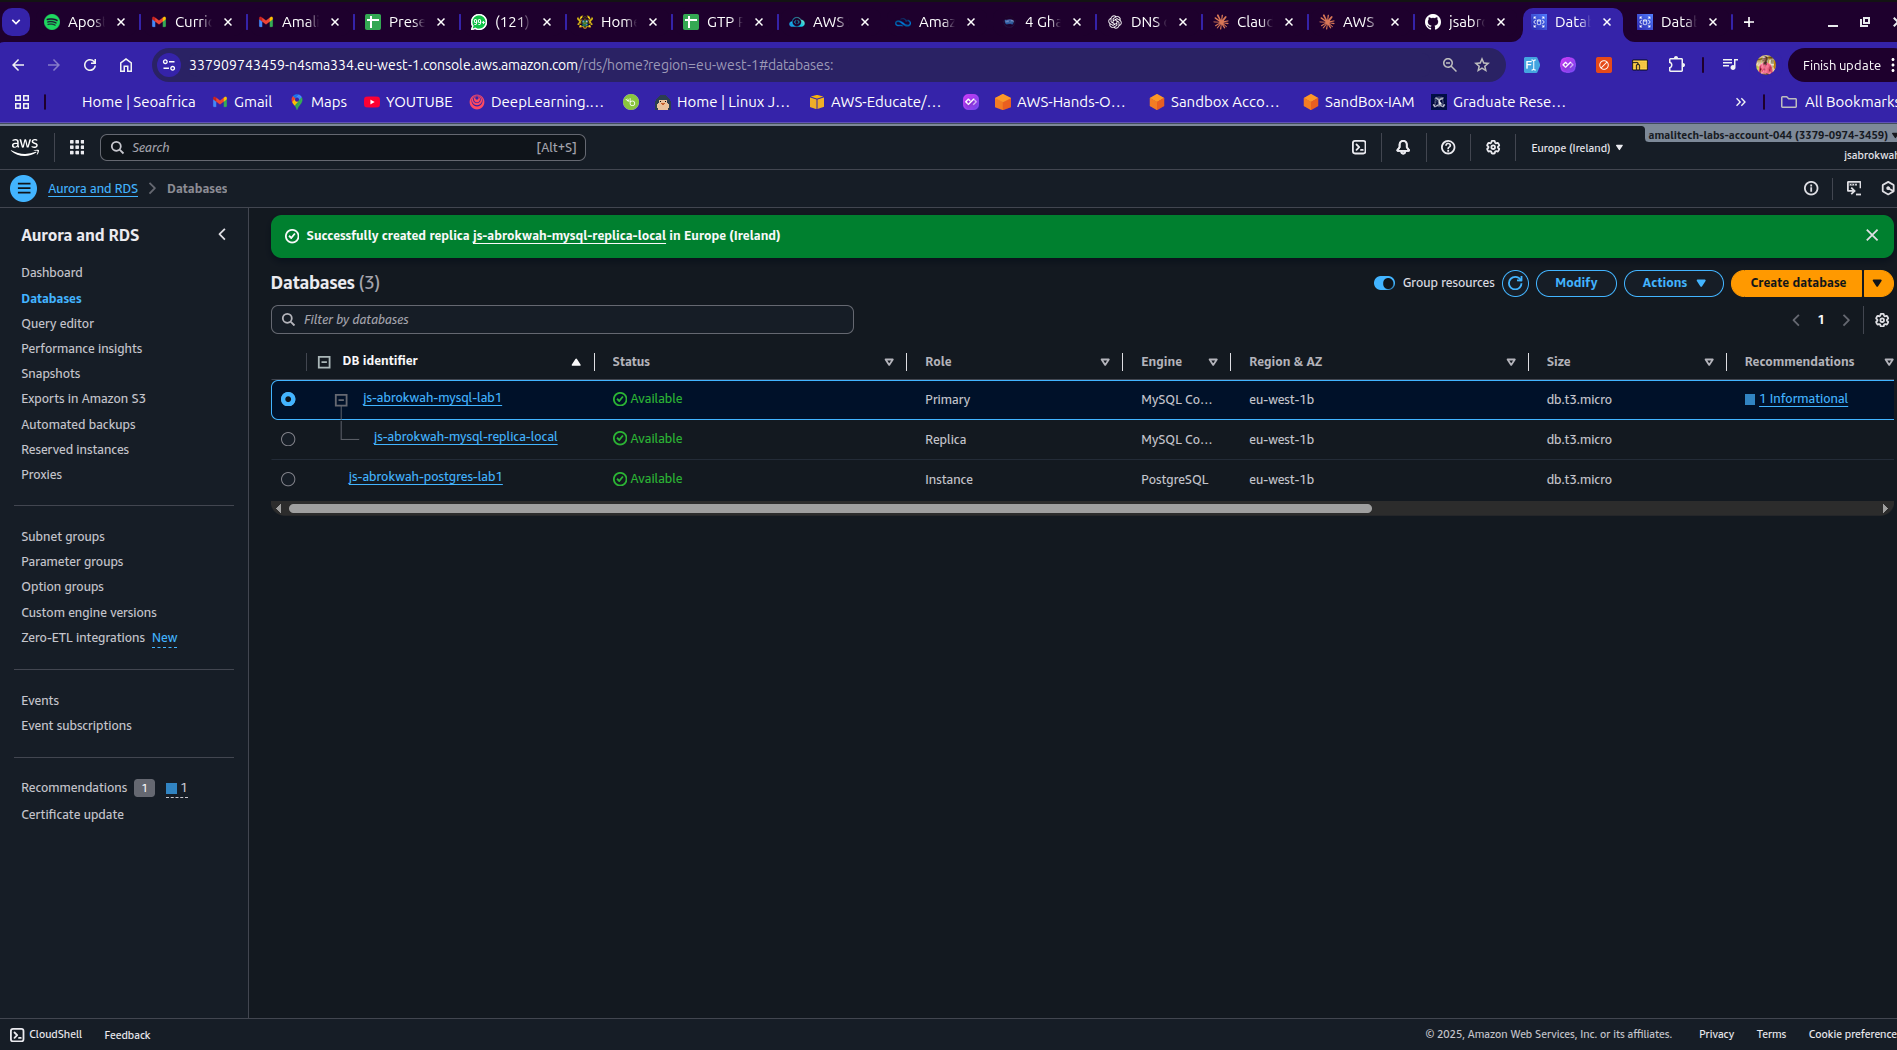 Apos
Curri
Amali
Prese
(121)
Hom
GTP F
AWS
Amaz
4 Gha
DNS
Claud
AWS
jsabr
Datal
Datal
337909743459-n4sma334.eu-west-1.console.aws.amazon.com/rds/home?region=eu-west-1#databases:
Finish update
Home | Seoafrica
Gmail
Maps
YOUTUBE
DeepLearning....
Home | Linux J...
AWS-Educate/...
AWS-Hands-O...
Sandbox Acco...
SandBox-IAM
Graduate Rese...
All Bookmarks
aws
Search
[Alt+S]
Europe (Ireland)
amalitech-labs-account-044 (3379-0974-3459)
jsabrokwah
Aurora and RDS
Databases
Aurora and RDS
Dashboard
Databases
Query editor
Performance insights
Snapshots
Exports in Amazon S3
Automated backups
Reserved instances
Proxies
Subnet groups
Parameter groups
Option groups
Custom engine versions
Zero-ETL integrations New
Events
Event subscriptions
Recommendations 1 1
Certificate update
Successfully created replica js-abrokwah-mysql-replica-local in Europe (Ireland)
Databases (3)
Group resources
Modify
Actions
Create database
Filter by databases
1
DB identifier Status Role Engine Region & AZ Size Recommendations
js-abrokwah-mysql-lab1 Available Primary MySQL Co... eu-west-1b db.t3.micro 1 Informational
js-abrokwah-mysql-replica-local Available Replica MySQL Co... eu-west-1b db.t3.micro
js-abrokwah-postgres-lab1 Available Instance PostgreSQL eu-west-1b db.t3.micro
CloudShell Feedback © 2025, Amazon Web Services, Inc. or its affiliates. Privacy Terms Cookie preference